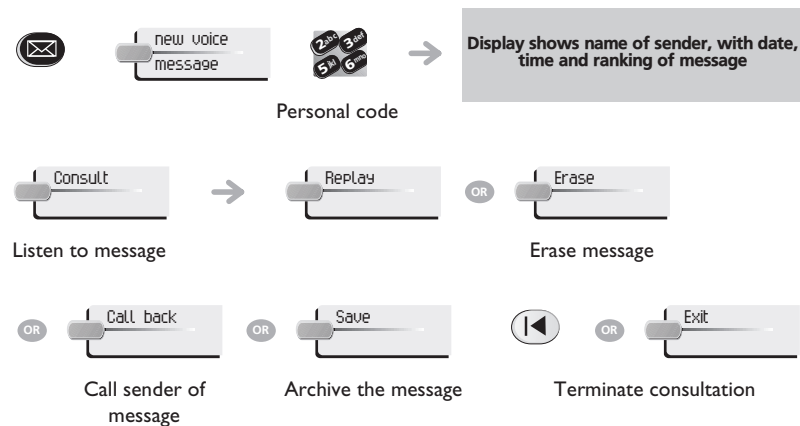 new voice
message
2abc 3def
5jkl 6mno
Display shows name of sender, with date,
time and ranking of message
Personal code
Consult
Replay
OR
Erase
Listen to message
Erase message
OR
Call back
OR
Save
OR
Exit
Call sender of
message
Archive the message
Terminate consultation